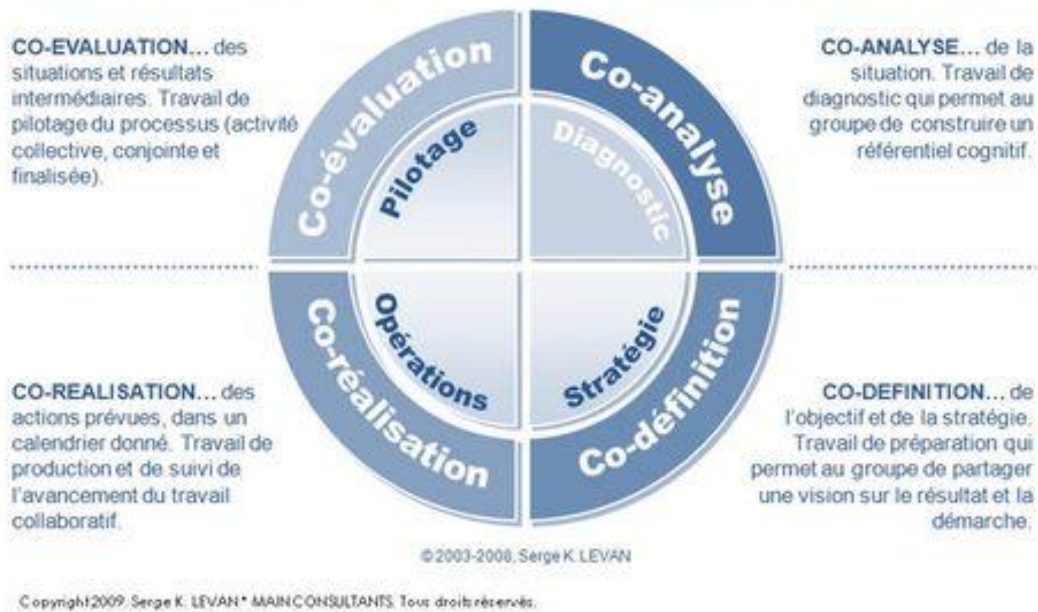 CO-EVALUATION... des
situations et résultats
intermédiaires. Travail de
pilotage du processus (activité
collective, conjointe et
finalisée).
Co-évaluation
Pilotage
Co-analyse
Diagnostic
CO-ANALYSE... de la
situation. Travail de
diagnostic qui permet au
groupe de construire un
référentiel cognitif.
CO-REALISATION... des
actions prévues, dans un
calendrier donné. Travail de
production et de suivi de
l'avancement du travail
collaboratif.
Co-réalisation
Opérations
Co-définition
Stratégie
CO-DEFINITION... de
l'objectif et de la stratégie.
Travail de préparation qui
permet au groupe de partager
une vision sur le résultat et la
démarche.
© 2003-2008, Serge K. LEVAN
Copyright 2009. Serge K. LEVAN * MAIN CONSULTANTS. Tous droits réservés.